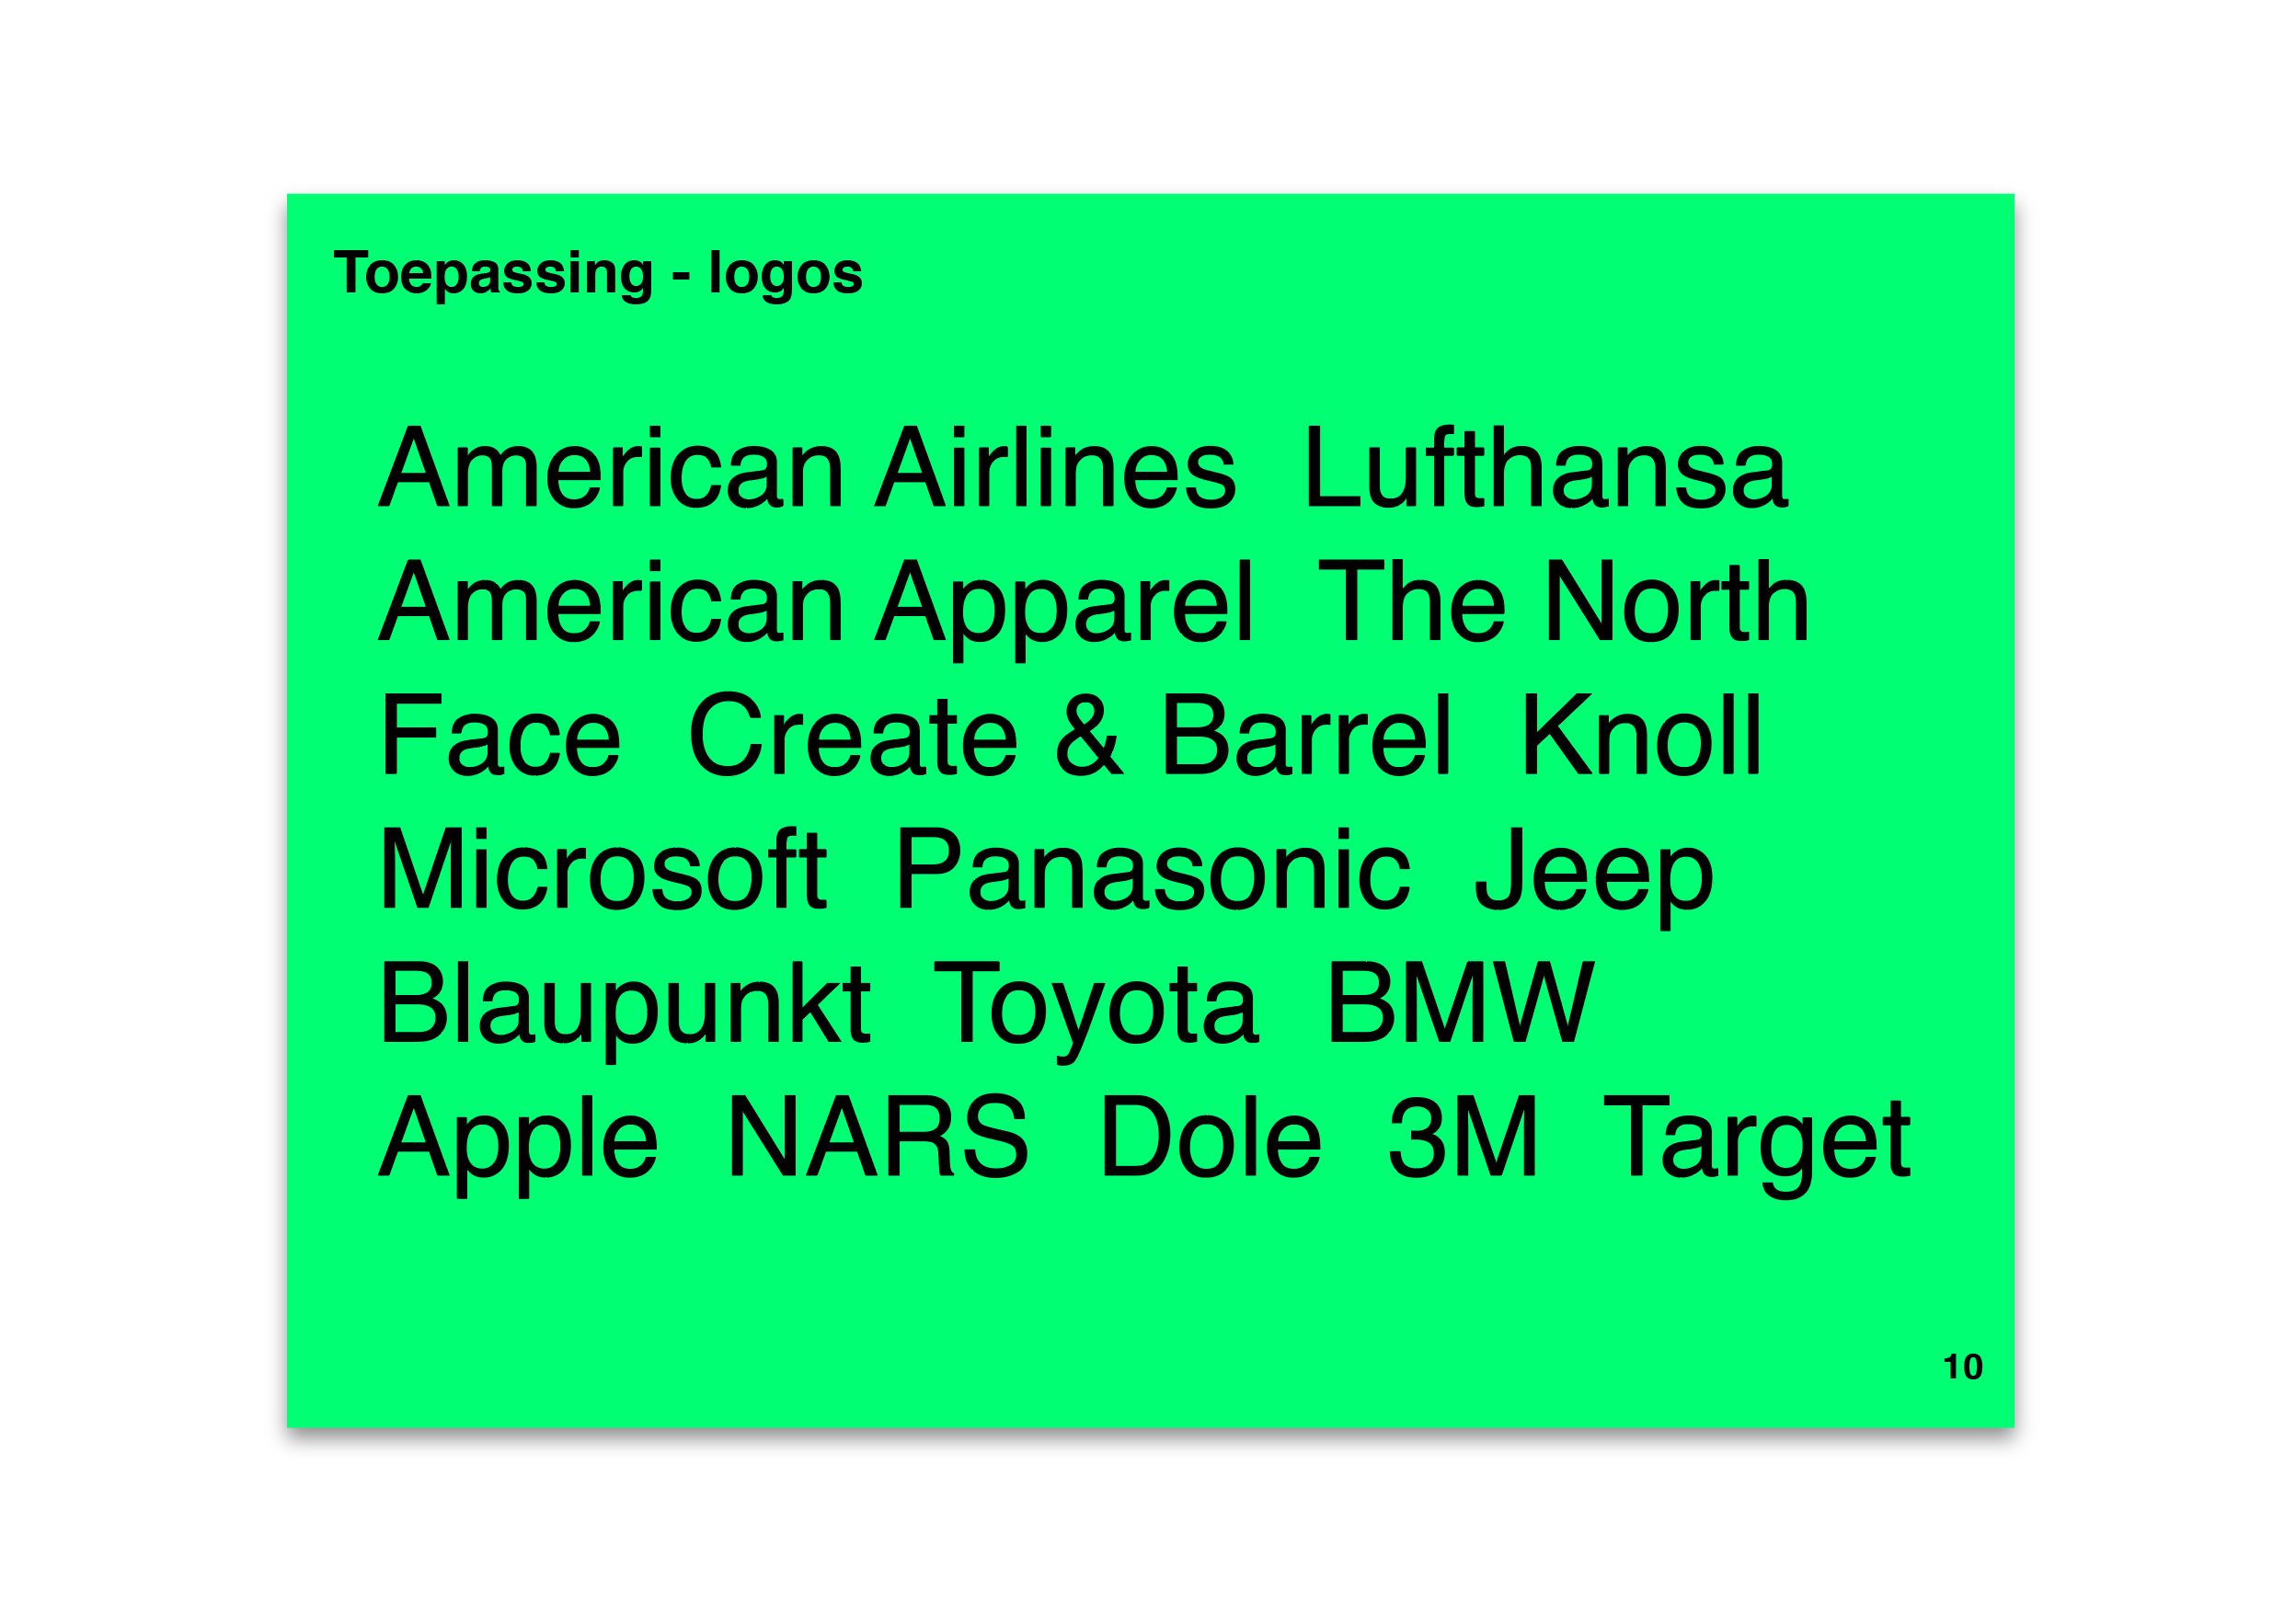 Toepassing - logos
American Airlines  Lufthansa
American Apparel  The North
Face  Create & Barrel  Knoll
Microsoft  Panasonic  Jeep
Blaupunkt  Toyota  BMW
Apple  NARS  Dole  3M  Target
10